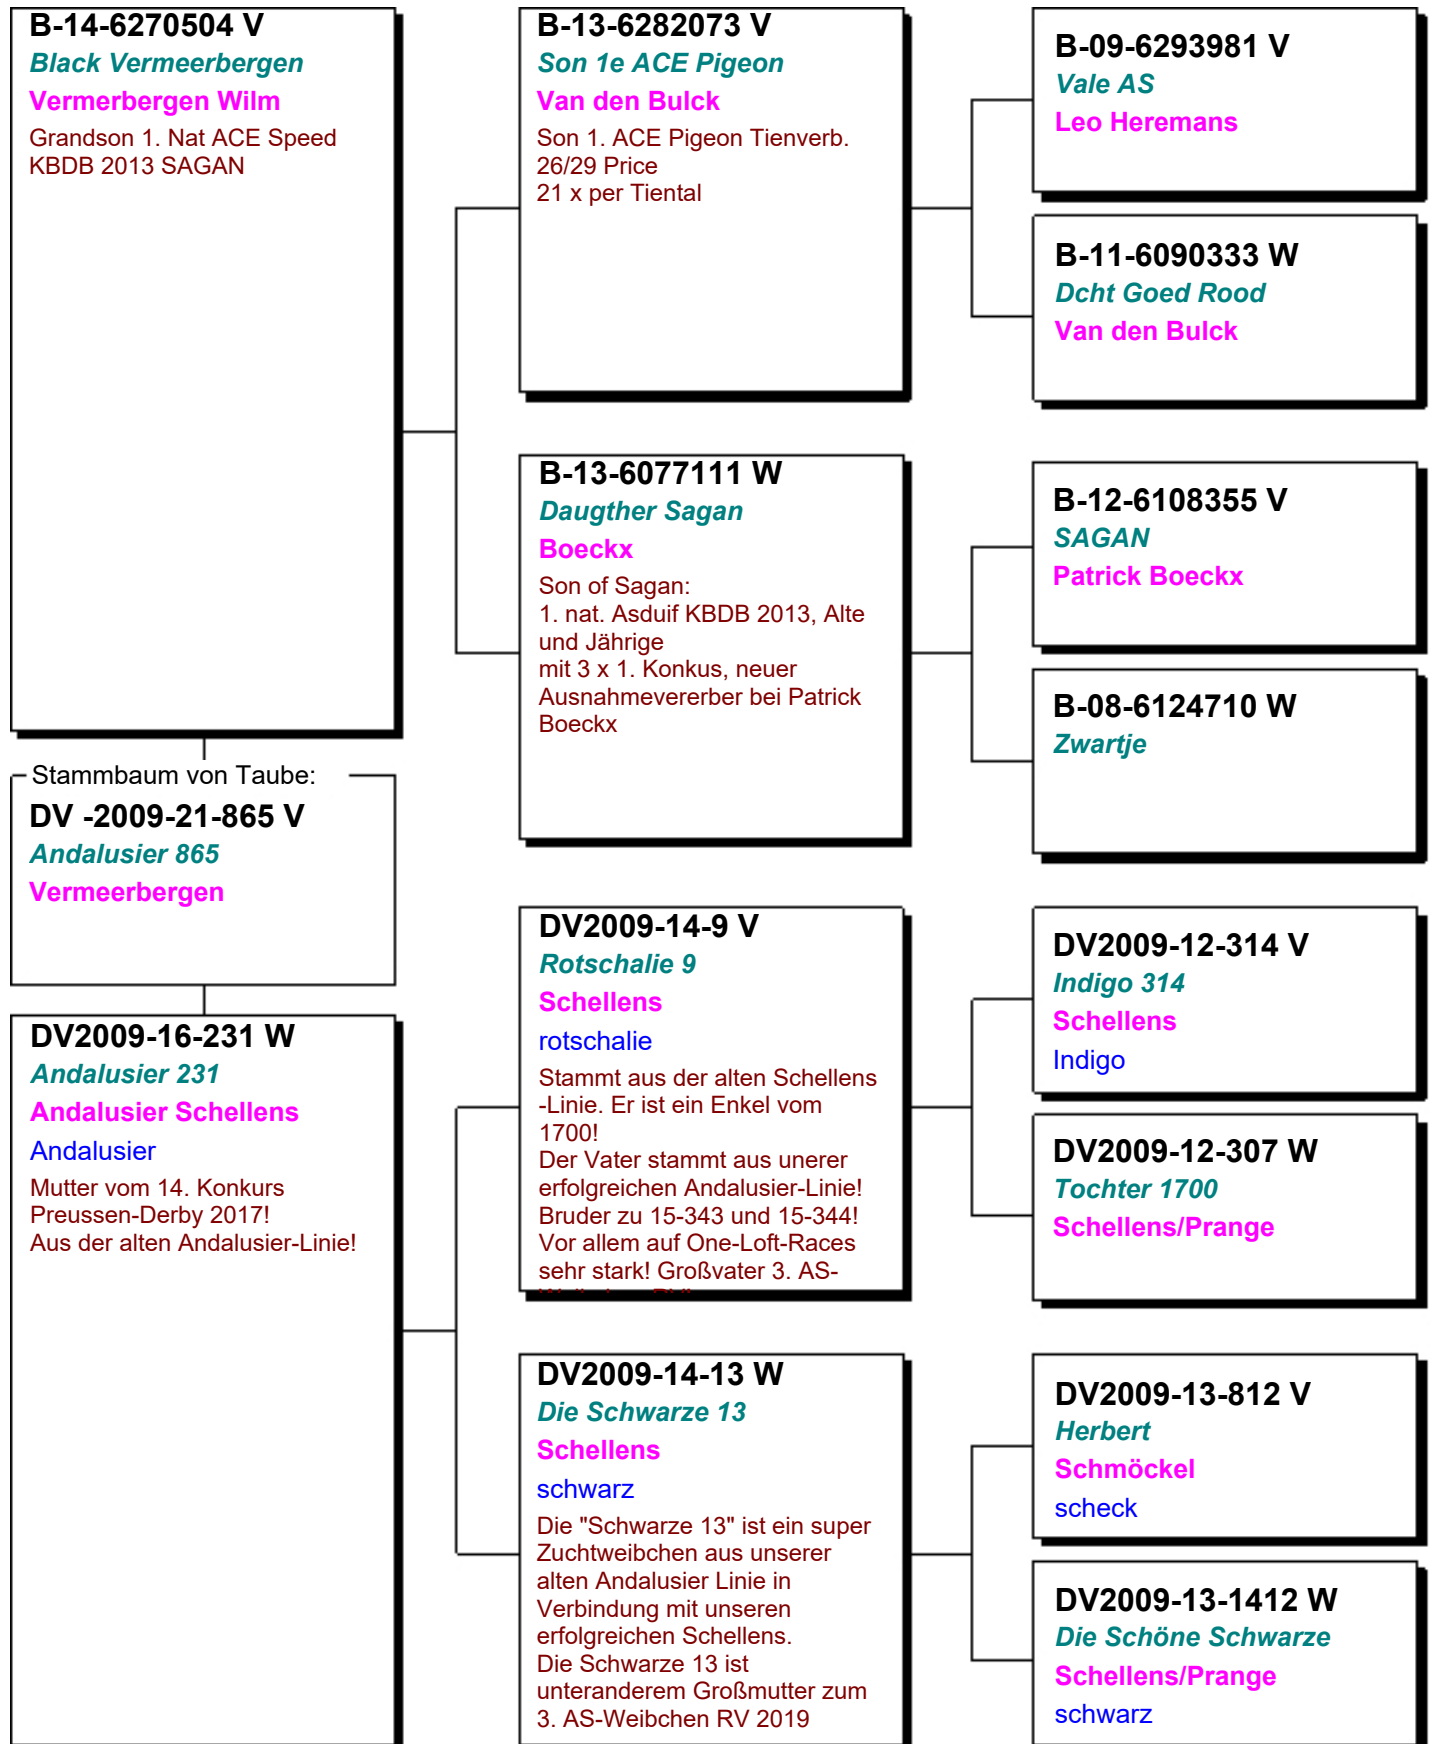 B-14-6270504 V
Black Vermeerbergen
Vermerbergen Wilm
Grandson 1. Nat ACE Speed
KBDB 2013 SAGAN
Stammbaum von Taube:
DV -2009-21-865 V
Andalusier 865
Vermeerbergen
DV2009-16-231 W
Andalusier 231
Andalusier Schellens
Andalusier
Mutter vom 14. Konkurs
Preussen-Derby 2017!
Aus der alten Andalusier-Linie!
B-13-6282073 V
Son 1e ACE Pigeon
Van den Bulck
Son 1. ACE Pigeon Tienverb.
26/29 Price
21 x per Tiental
B-13-6077111 W
Daugther Sagan
Boeckx
Son of Sagan:
1. nat. Asduif KBDB 2013, Alte
und Jährige
mit 3 x 1. Konkus, neuer
Ausnahmevererber bei Patrick
Boeckx
DV2009-14-9 V
Rotschalie 9
Schellens
rotschalie
Stammt aus der alten Schellens
-Linie. Er ist ein Enkel vom
1700!
Der Vater stammt aus unerer
erfolgreichen Andalusier-Linie!
Bruder zu 15-343 und 15-344!
Vor allem auf One-Loft-Races
sehr stark! Großvater 3. AS-
DV2009-14-13 W
Die Schwarze 13
Schellens
schwarz
Die "Schwarze 13" ist ein super
Zuchtweibchen aus unserer
alten Andalusier Linie in
Verbindung mit unseren
erfolgreichen Schellens.
Die Schwarze 13 ist
unteranderem Großmutter zum
3. AS-Weibchen RV 2019
B-09-6293981 V
Vale AS
Leo Heremans
B-11-6090333 W
Dcht Goed Rood
Van den Bulck
B-12-6108355 V
SAGAN
Patrick Boeckx
B-08-6124710 W
Zwartje
DV2009-12-314 V
Indigo 314
Schellens
Indigo
DV2009-12-307 W
Tochter 1700
Schellens/Prange
DV2009-13-812 V
Herbert
Schmöckel
scheck
DV2009-13-1412 W
Die Schöne Schwarze
Schellens/Prange
schwarz